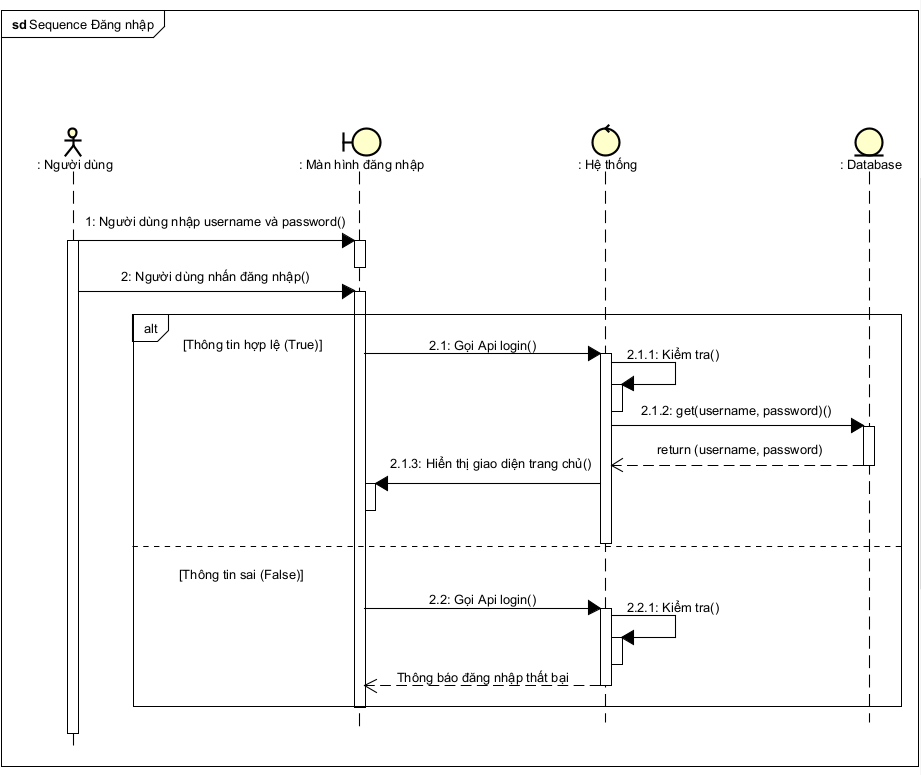 sd Sequence Đăng nhập
: Người dùng
: Màn hình đăng nhập
: Hệ thống
: Database
1: Người dùng nhập username và password()
2: Người dùng nhấn đăng nhập()
alt
[Thông tin hợp lệ (True)]
2.1: Gọi Api login()
2.1.1: Kiểm tra()
2.1.2: get(username, password)()
return (username, password)
2.1.3: Hiển thị giao diện trang chủ()
[Thông tin sai (False)]
2.2: Gọi Api login()
2.2.1: Kiểm tra()
Thông báo đăng nhập thất bại